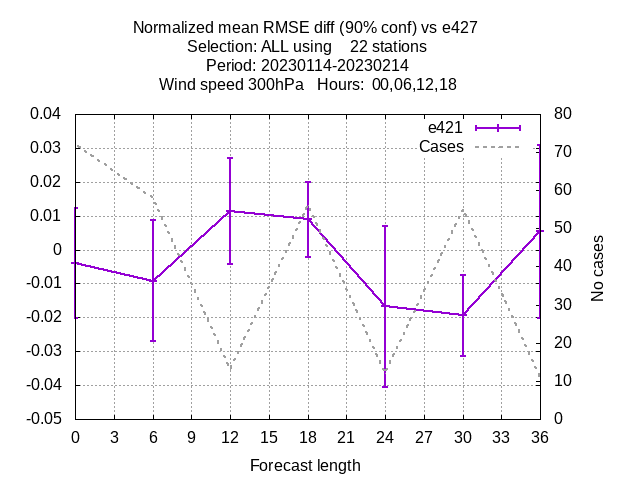 Normalized mean RMSE diff (90% conf) vs e427
Selection: ALL using 22 stations
Period: 20230114-20230214
Wind speed 300hPa Hours: 00,06,12,18
0.04
0.03
0.02
0.01
0
-0.01
-0.02
-0.03
-0.04
-0.05
e421
Cases
80
70
60
50
40
30
20
10
0
No cases
0 3 6 9 12 15 18 21 24 27 30 33 36
Forecast length